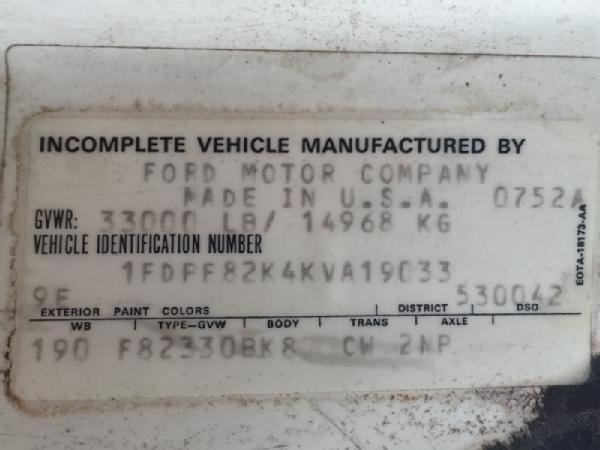 INCOMPLETE VEHICLE MANUFACTURED BY
FORD MOTOR COMPANY
MADE IN U.S.A. 0752A
GVWR: 33000 LB/ 14968 KG
VEHICLE IDENTIFICATION NUMBER
1FDPF82K4KVA19033
9F 530042
EXTERIOR PAINT COLORS DISTRICT DSO
WB TYPE-GVW BODY TRANS AXLE
190 F82330BK8 CW 2NP
EOTA-1B173-AA